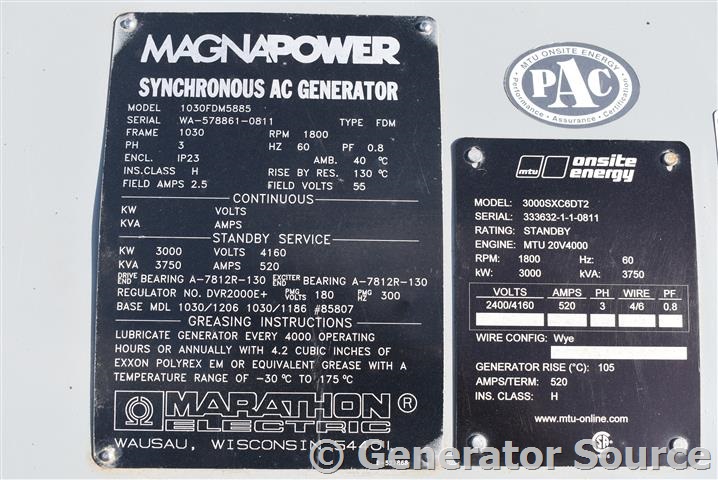 MAGNAPOWER
SYNCHRONOUS AC GENERATOR
MODEL 1030FDM5885
SERIAL WA-578861-0811 TYPE FDM
FRAME 1030 RPM 1800
PH 3 HZ 60 PF 0.8
ENCL. IP23 AMB. 40 °C
INS.CLASS H RISE BY RES. 130 °C
FIELD AMPS 2.5 FIELD VOLTS 55
CONTINUOUS
KW VOLTS
KVA AMPS
STANDBY SERVICE
KW 3000 VOLTS 4160
KVA 3750 AMPS 520
DRIVE END BEARING A-7812R-130 EXCITER END BEARING A-7812R-130
REGULATOR NO. DVR2000E+ PMG VOLTS 180 PMG HZ 300
BASE MDL 1030/1206 1030/1186 #85807
GREASING INSTRUCTIONS
LUBRICATE GENERATOR EVERY 4000 OPERATING
HOURS OR ANNUALLY WITH 4.2 CUBIC INCHES OF
EXXON POLYREX EM OR EQUIVALENT GREASE WITH A
TEMPERATURE RANGE OF -30 °C TO 175 °C
MARATHON ®
ELECTRIC
WAUSAU, WISCONSIN 54401
MTU ONSITE ENERGY
PAC
Performance - Assurance - Certification
mtu onsite energy
MODEL: 3000SXC6DT2
SERIAL: 333632-1-1-0811
RATING: STANDBY
ENGINE: MTU 20V4000
RPM: 1800 Hz: 60
kW: 3000 kVA: 3750
VOLTS AMPS PH WIRE PF
2400/4160 520 3 4/6 0.8
WIRE CONFIG: Wye
GENERATOR RISE (°C): 105
AMPS/TERM: 520
INS. CLASS: H
www.mtu-online.com
© Generator Source